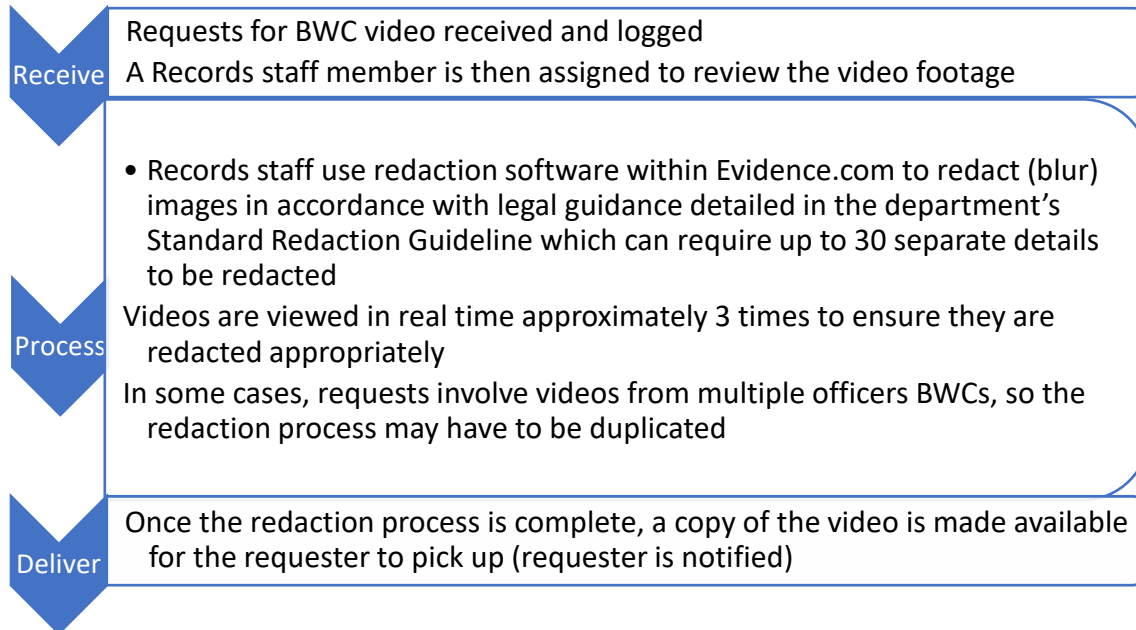 Receive
Requests for BWC video received and logged
A Records staff member is then assigned to review the video footage
Process
• Records staff use redaction software within Evidence.com to redact (blur)
images in accordance with legal guidance detailed in the department’s
Standard Redaction Guideline which can require up to 30 separate details
to be redacted
Videos are viewed in real time approximately 3 times to ensure they are
redacted appropriately
In some cases, requests involve videos from multiple officers BWCs, so the
redaction process may have to be duplicated
Deliver
Once the redaction process is complete, a copy of the video is made available
for the requester to pick up (requester is notified)